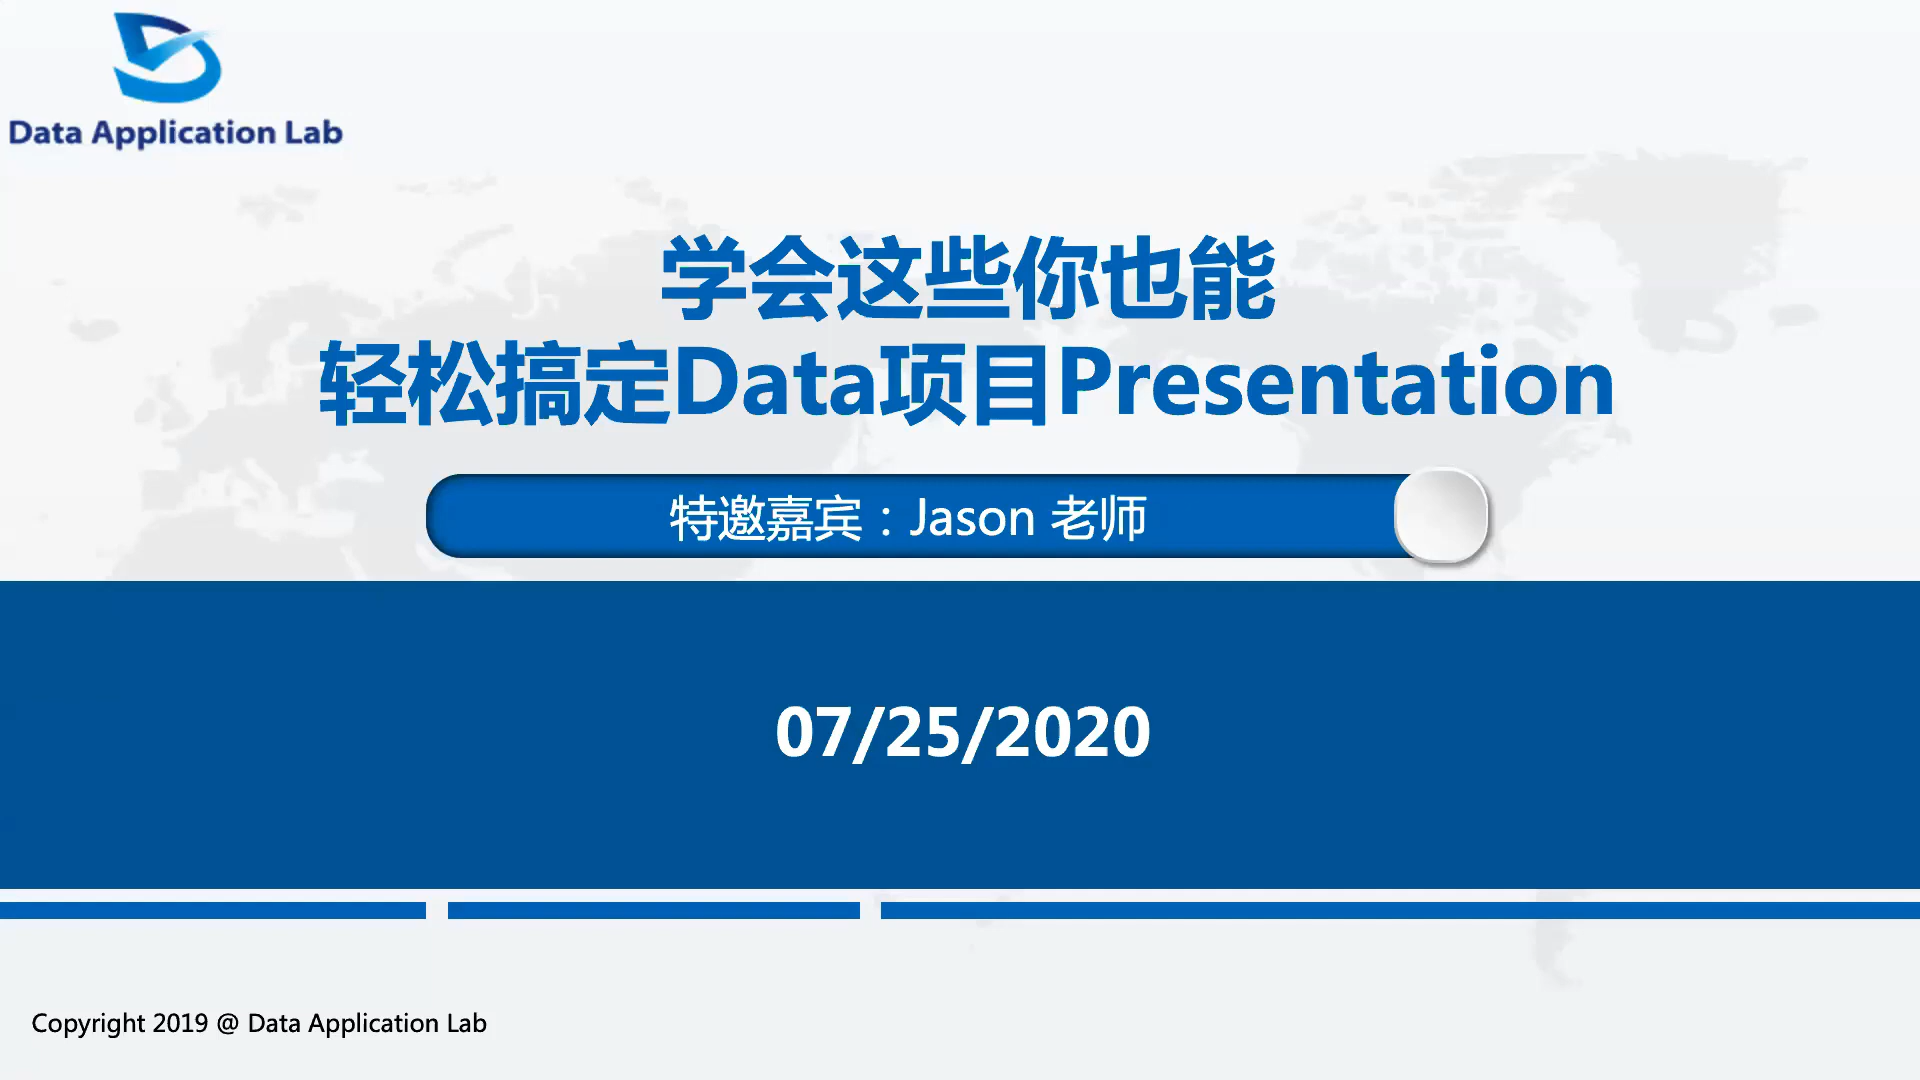 Data Application Lab
学会这些你也能
轻松搞定Data项目Presentation
特邀嘉宾：Jason 老师
07/25/2020
Copyright 2019 @ Data Application Lab